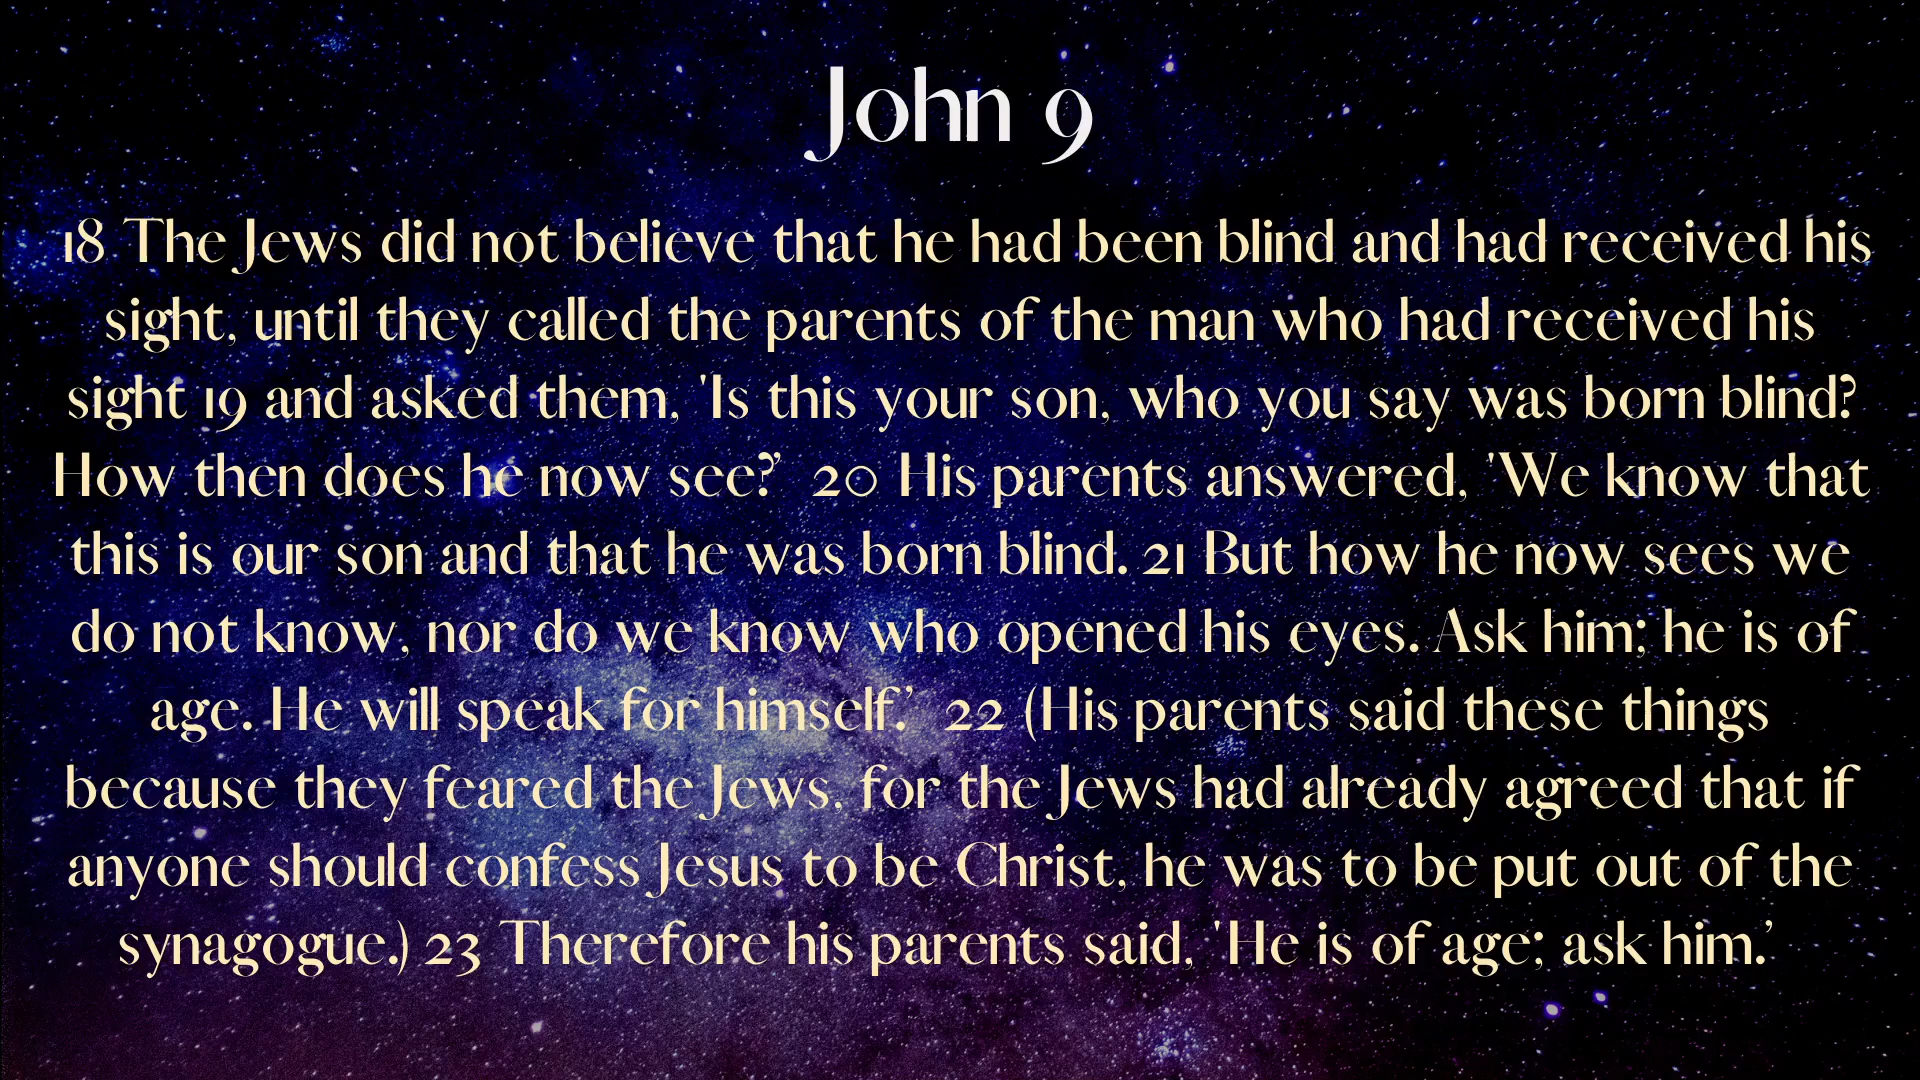 John 9
18 The Jews did not believe that he had been blind and had received his
sight, until they called the parents of the man who had received his
sight 19 and asked them, 'Is this your son, who you say was born blind?
How then does he now see?' 20 His parents answered, 'We know that
this is our son and that he was born blind. 21 But how he now sees we
do not know, nor do we know who opened his eyes. Ask him; he is of
age. He will speak for himself.' 22 (His parents said these things
because they feared the Jews, for the Jews had already agreed that if
anyone should confess Jesus to be Christ, he was to be put out of the
synagogue.) 23 Therefore his parents said, 'He is of age; ask him.'